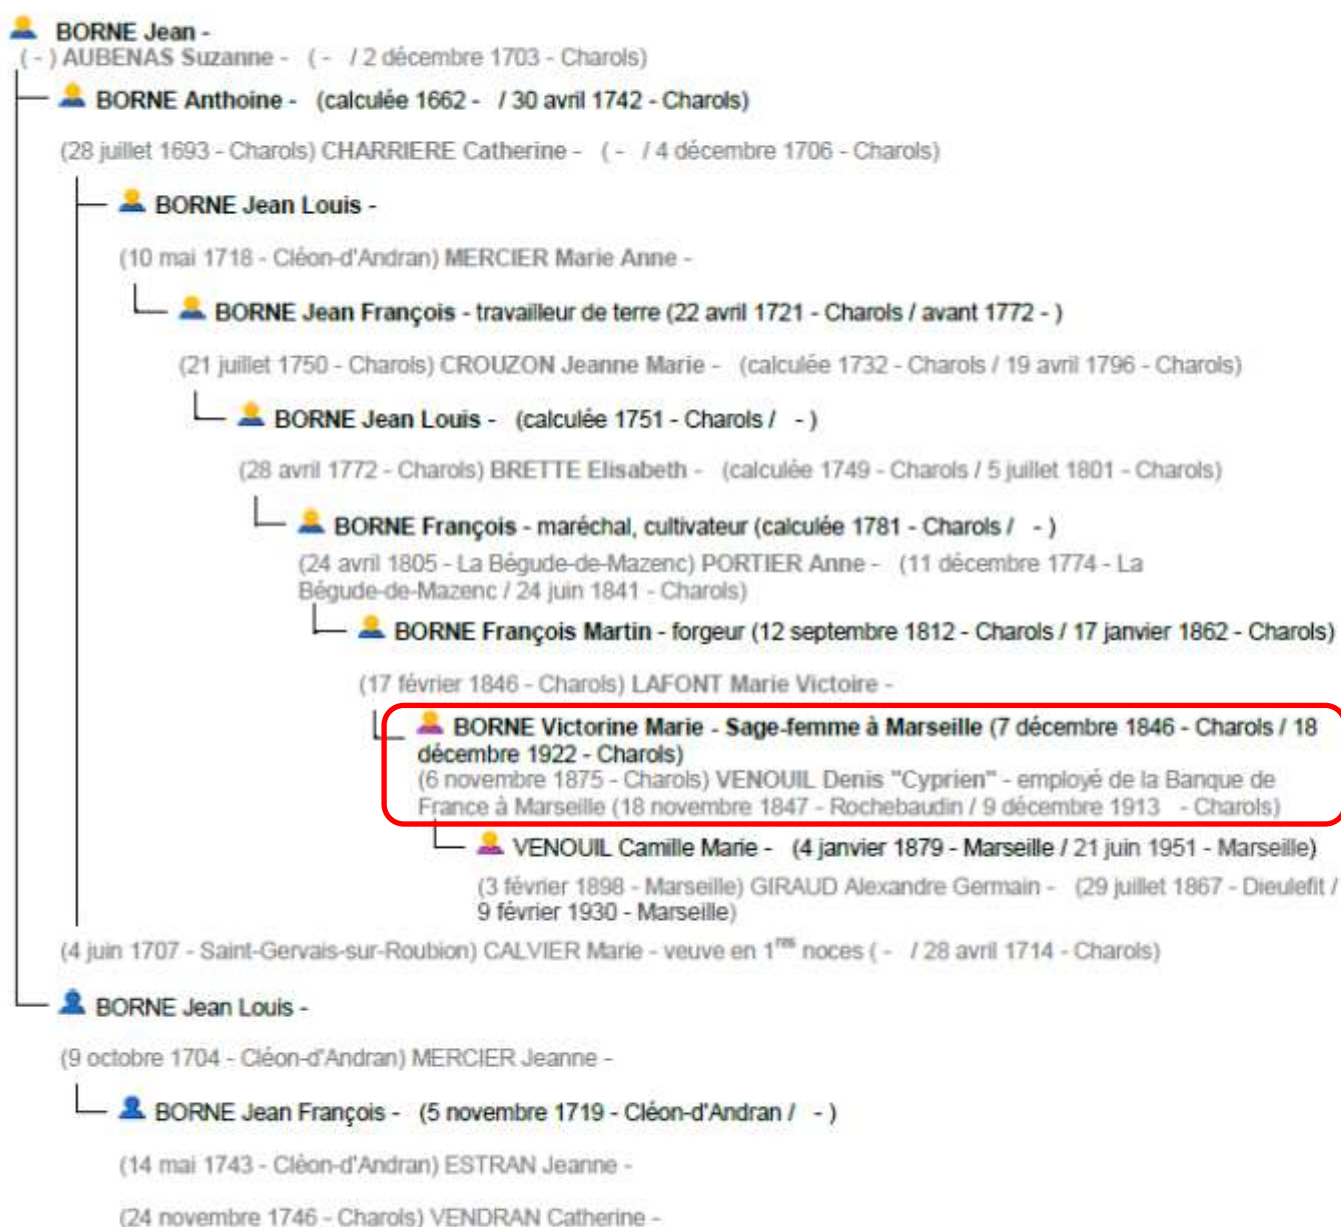 BORNE Jean -
( - ) AUBENAS Suzanne - ( - / 2 décembre 1703 - Charols)
BORNE Anthoine - (calculée 1662 - / 30 avril 1742 - Charols)
(28 juillet 1693 - Charols) CHARRIERE Catherine - ( - / 4 décembre 1706 - Charols)
BORNE Jean Louis -
(10 mai 1718 - Cléon-d'Andran) MERCIER Marie Anne -
BORNE Jean François - travailleur de terre (22 avril 1721 - Charols / avant 1772 - )
(21 juillet 1750 - Charols) CROUZON Jeanne Marie - (calculée 1732 - Charols / 19 avril 1796 - Charols)
BORNE Jean Louis - (calculée 1751 - Charols / - )
(28 avril 1772 - Charols) BRETTE Elisabeth - (calculée 1749 - Charols / 5 juillet 1801 - Charols)
BORNE François - maréchal, cultivateur (calculée 1781 - Charols / - )
(24 avril 1805 - La Bégude-de-Mazenc) PORTIER Anne - (11 décembre 1774 - La
Bégude-de-Mazenc / 24 juin 1841 - Charols)
BORNE François Martin - forgeur (12 septembre 1812 - Charols / 17 janvier 1862 - Charols)
(17 février 1846 - Charols) LAFONT Marie Victoire -
BORNE Victorine Marie - Sage-femme à Marseille (7 décembre 1846 - Charols / 18
décembre 1922 - Charols)
(6 novembre 1875 - Charols) VENOUIL Denis "Cyprien" - employé de la Banque de
France à Marseille (18 novembre 1847 - Rochebaudin / 9 décembre 1913 - Charols)
VENOUIL Camille Marie - (4 janvier 1879 - Marseille / 21 juin 1951 - Marseille)
(3 février 1898 - Marseille) GIRAUD Alexandre Germain - (29 juillet 1867 - Dieulefit /
9 février 1930 - Marseille)
(4 juin 1707 - Saint-Gervais-sur-Roubion) CALVIER Marie - veuve en 1res noces ( - / 28 avril 1714 - Charols)
BORNE Jean Louis -
(9 octobre 1704 - Cléon-d'Andran) MERCIER Jeanne -
BORNE Jean François - (5 novembre 1719 - Cléon-d'Andran / - )
(14 mai 1743 - Cléon-d'Andran) ESTRAN Jeanne -
(24 novembre 1746 - Charols) VENDRAN Catherine -